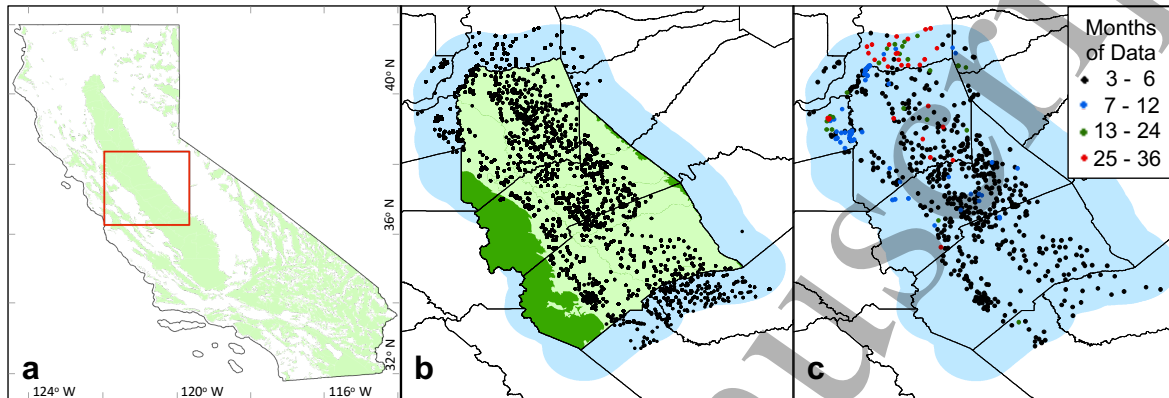 Months
of Data
3 - 6
7 - 12
13 - 24
25 - 36
40° N
36° N
32° N
a
b
c
124° W
120° W
116° W